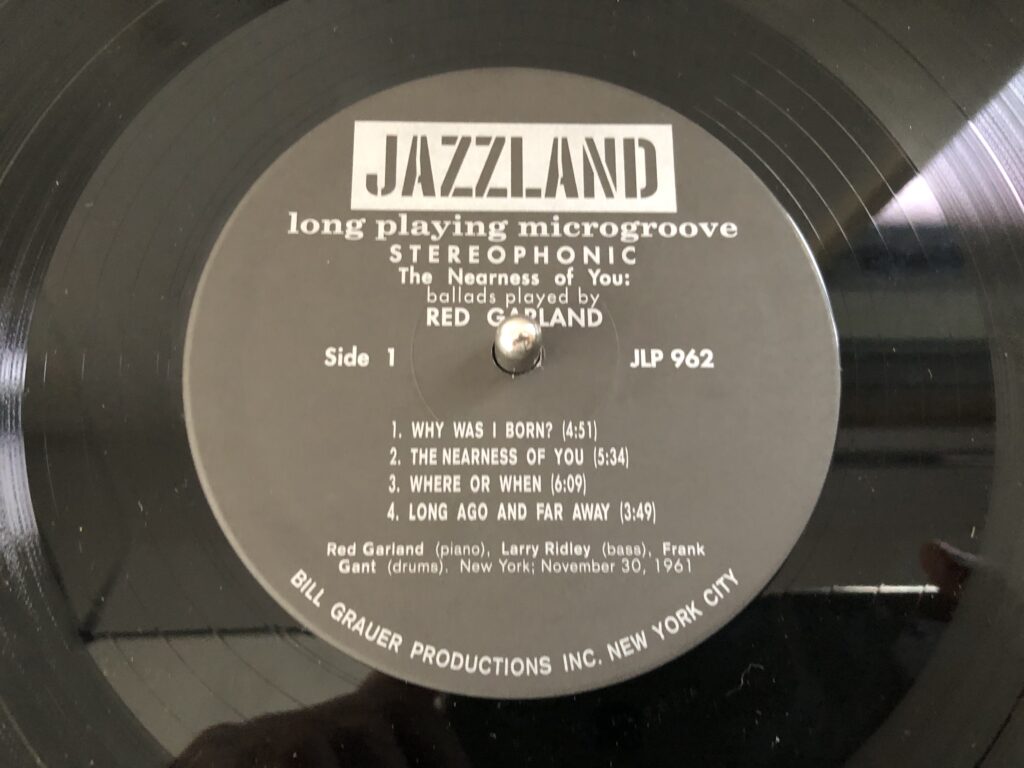 JAZZLAND
long playing microgroove
STEREOPHONIC
The Nearness of You:
ballads played by
RED GARLAND
Side 1
JLP 962
1. WHY WAS I BORN? (4:51)
2. THE NEARNESS OF YOU (5:34)
3. WHERE OR WHEN (6:09)
4. LONG AGO AND FAR AWAY (3:49)
Red Garland (piona), Larry Ridley (bass), Frank
Gant (drums). New York; November 30, 1961
BILL GRAUER PRODUCTIONS INC. NEW YORK CITY